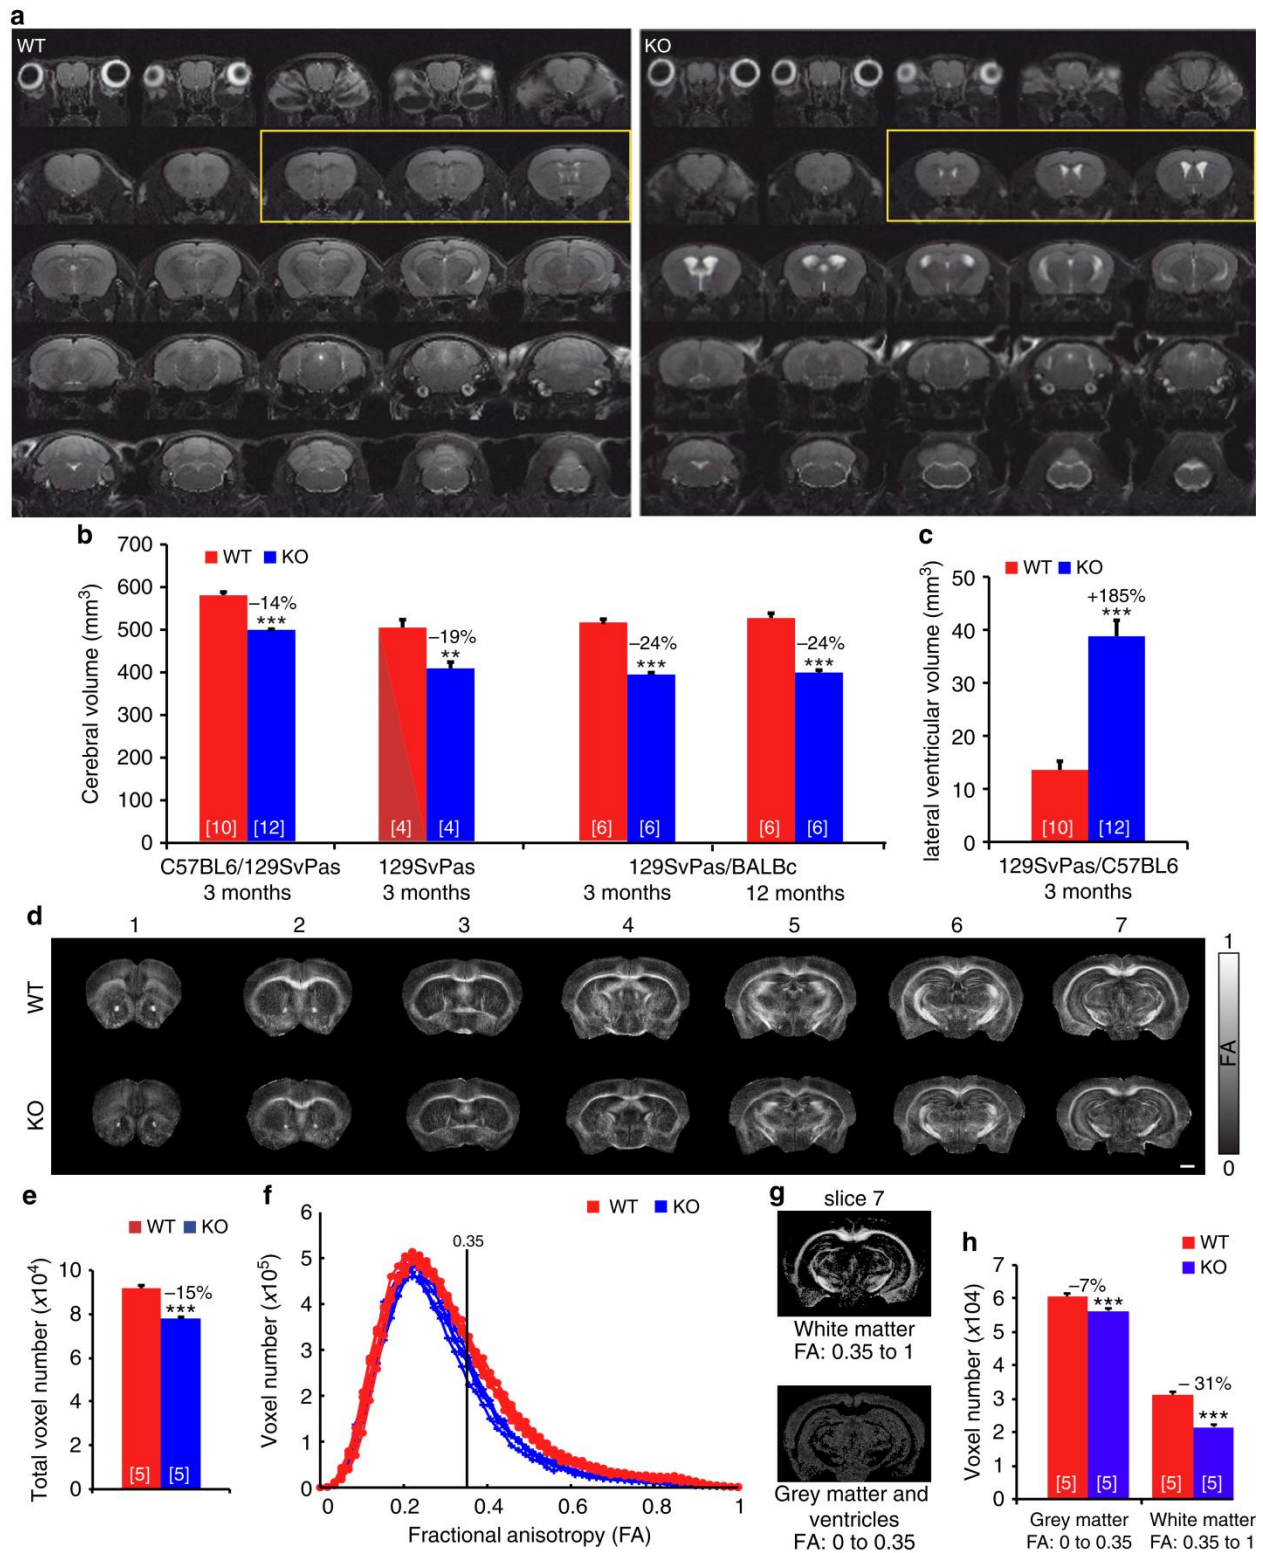 a
WT
KO
b
WT KO
Cerebral volume (mm³)
700
600
500
400
300
200
100
0
–14%
***
–19%
**
–24%
***
–24%
***
[10] [12] [4] [4] [6] [6] [6] [6]
C57BL6/129SvPas 129SvPas 129SvPas/BALBc
3 months 3 months 3 months 12 months
c
WT KO
lateral ventricular volume (mm³)
50
40
30
20
10
0
+185%
***
[10] [12]
129SvPas/C57BL6
3 months
d
1 2 3 4 5 6 7
WT
KO
1
FA
0
e
WT KO
Total voxel number (x10⁴)
10
8
6
4
2
0
–15%
***
[5] [5]
f
WT KO
Voxel number (x10⁵)
6
5
4
3
2
1
0
0.35
0 0.2 0.4 0.6 0.8 1
Fractional anisotropy (FA)
g
slice 7
White matter
FA: 0.35 to 1
Grey matter and
ventricles
FA: 0 to 0.35
h
WT
KO
Voxel number (x104)
7
6
5
4
3
2
1
0
–7%
***
– 31%
***
[5] [5] [5] [5]
Grey matter White matter
FA: 0 to 0.35 FA: 0.35 to 1